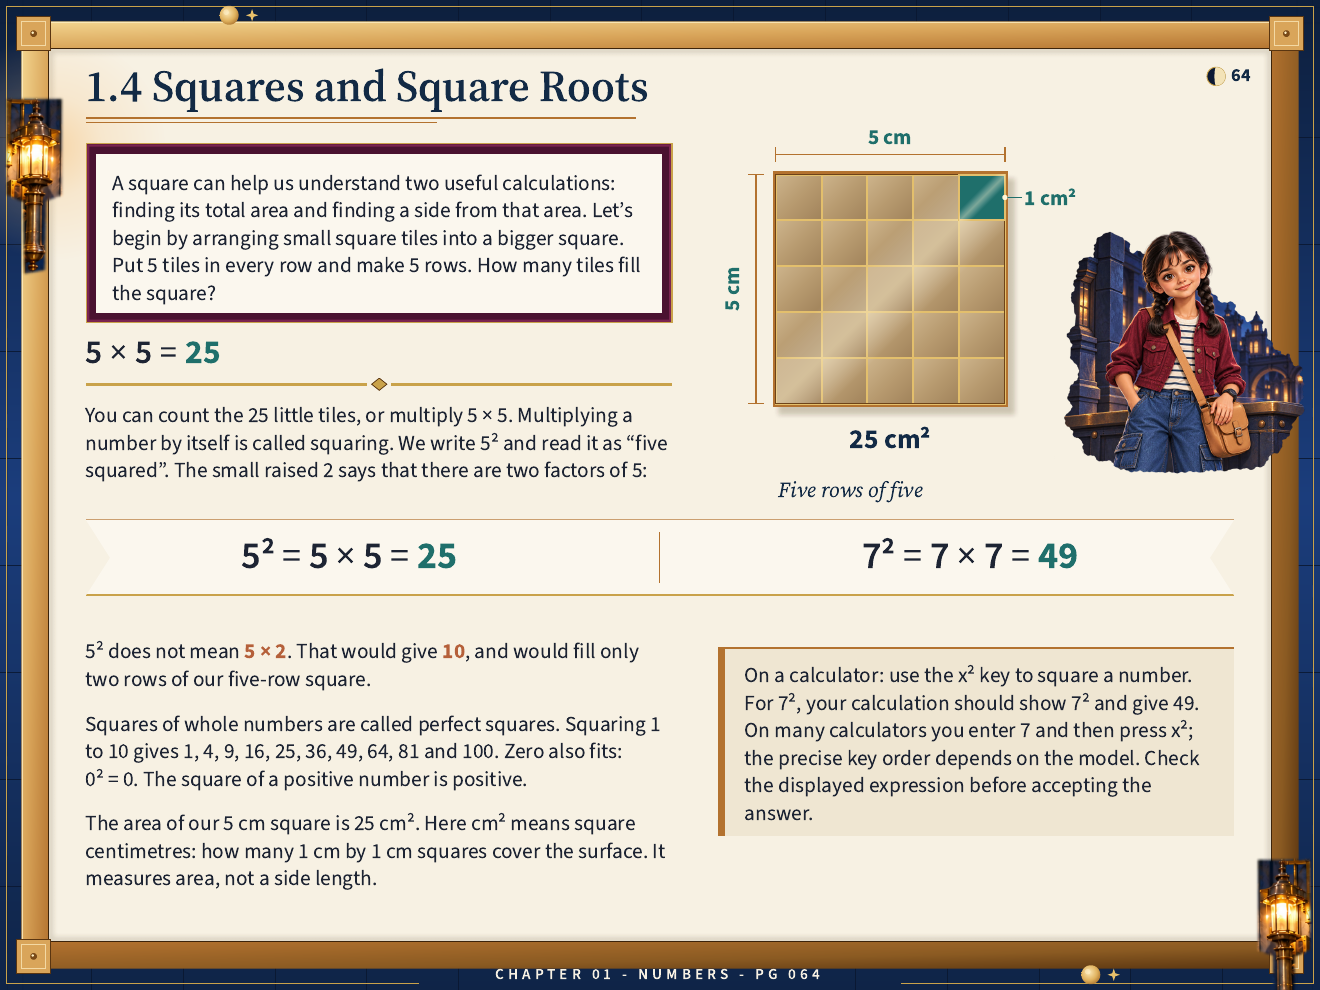 1.4 Squares and Square Roots
64
A square can help us understand two useful calculations:
finding its total area and finding a side from that area. Let’s
begin by arranging small square tiles into a bigger square.
Put 5 tiles in every row and make 5 rows. How many tiles fill
the square?
5 × 5 = 25
You can count the 25 little tiles, or multiply 5 × 5. Multiplying a
number by itself is called squaring. We write 5² and read it as “five
squared”. The small raised 2 says that there are two factors of 5:
5 cm
5 cm
1 cm²
25 cm²
Five rows of five
5² = 5 × 5 = 25
7² = 7 × 7 = 49
5² does not mean 5 × 2. That would give 10, and would fill only
two rows of our five-row square.
Squares of whole numbers are called perfect squares. Squaring 1
to 10 gives 1, 4, 9, 16, 25, 36, 49, 64, 81 and 100. Zero also fits:
0² = 0. The square of a positive number is positive.
The area of our 5 cm square is 25 cm². Here cm² means square
centimetres: how many 1 cm by 1 cm squares cover the surface. It
measures area, not a side length.
On a calculator: use the x² key to square a number.
For 7², your calculation should show 7² and give 49.
On many calculators you enter 7 and then press x²;
the precise key order depends on the model. Check
the displayed expression before accepting the
answer.
CHAPTER 01 - NUMBERS - PG 064